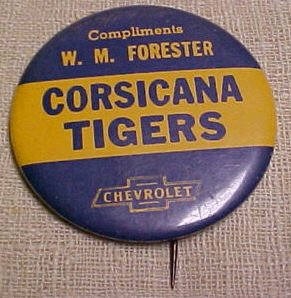 Compliments
W. M. FORESTER
CORSICANA
TIGERS
CHEVROLET